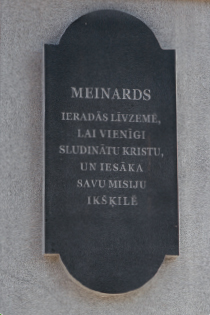 MEINARDS
IERADĀS LĪVZEMĒ,
LAI VIENĪGI
SLUDINĀTU KRISTU,
UN IESĀKA
SAVU MISIJU
IKŠĶILĒ